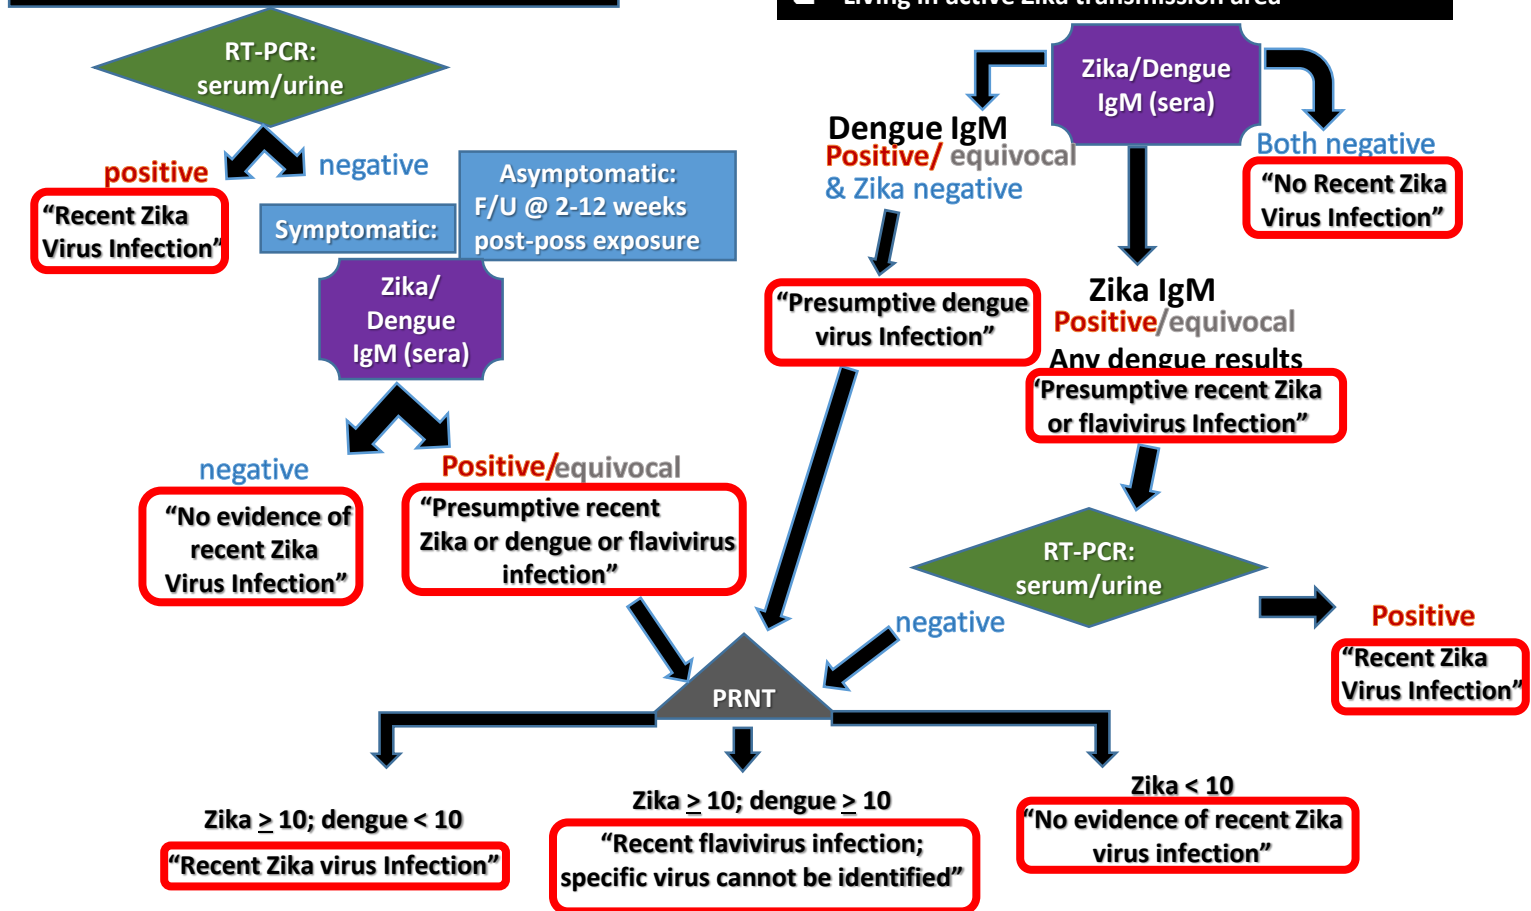 Living in active Zika transmission area
RT-PCR:
serum/urine
positive
negative
"Recent Zika
Virus Infection"
Symptomatic:
Asymptomatic:
F/U @ 2-12 weeks
post-poss exposure
Zika/
Dengue
IgM (sera)
negative
"No evidence of
recent Zika
Virus Infection"
Positive/equivocal
"Presumptive recent
Zika or dengue or flavivirus
infection"
Zika/Dengue
IgM (sera)
Dengue IgM
Positive/ equivocal
& Zika negative
"Presumptive dengue
virus Infection"
Both negative
"No Recent Zika
Virus Infection"
Zika IgM
Positive/equivocal
Any dengue results
'Presumptive recent Zika
or flavivirus Infection"
RT-PCR:
serum/urine
negative
Positive
"Recent Zika
Virus Infection"
PRNT
Zika ≥ 10; dengue < 10
"Recent Zika virus Infection"
Zika ≥ 10; dengue ≥ 10
"Recent flavivirus infection;
specific virus cannot be identified"
Zika < 10
"No evidence of recent Zika
virus infection"